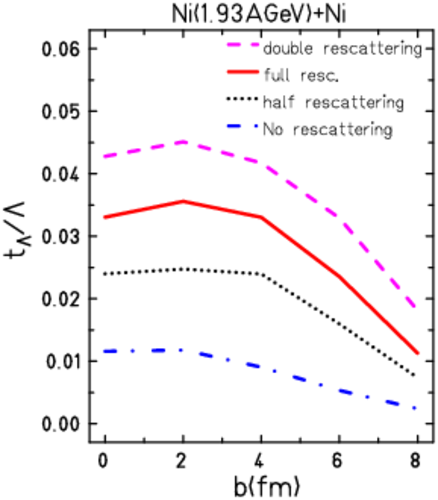 Ni(1.93AGeV)+Ni
double rescattering
full resc.
half rescattering
No rescattering
0.06
0.05
0.04
0.03
0.02
0.01
0.00
t_Λ/Λ
0 2 4 6 8
b(fm)